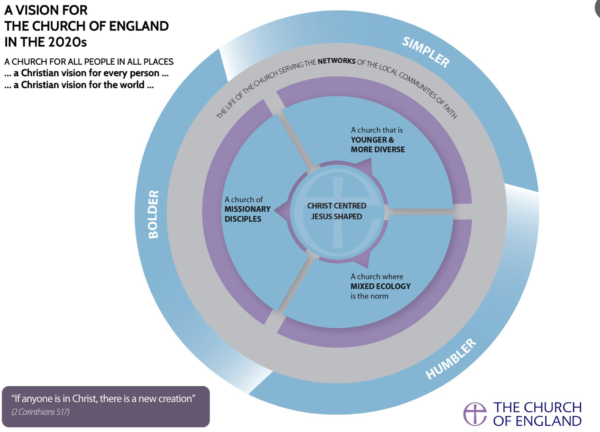 A VISION FOR
THE CHURCH OF ENGLAND
IN THE 2020s
A CHURCH FOR ALL PEOPLE IN ALL PLACES
... a Christian vision for every person ...
... a Christian vision for the world ...
SIMPLER
THE LIFE OF THE CHURCH SERVING THE NETWORKS OF THE LOCAL COMMUNITIES OF FAITH
A church that is
YOUNGER &
MORE DIVERSE
BOLDER
A church of
MISSIONARY
DISCIPLES
CHRIST CENTRED
JESUS SHAPED
A church where
MIXED ECOLOGY
is the norm
HUMBLER
“If anyone is in Christ, there is a new creation”
(2 Corinthians 5:17)
THE CHURCH
OF ENGLAND